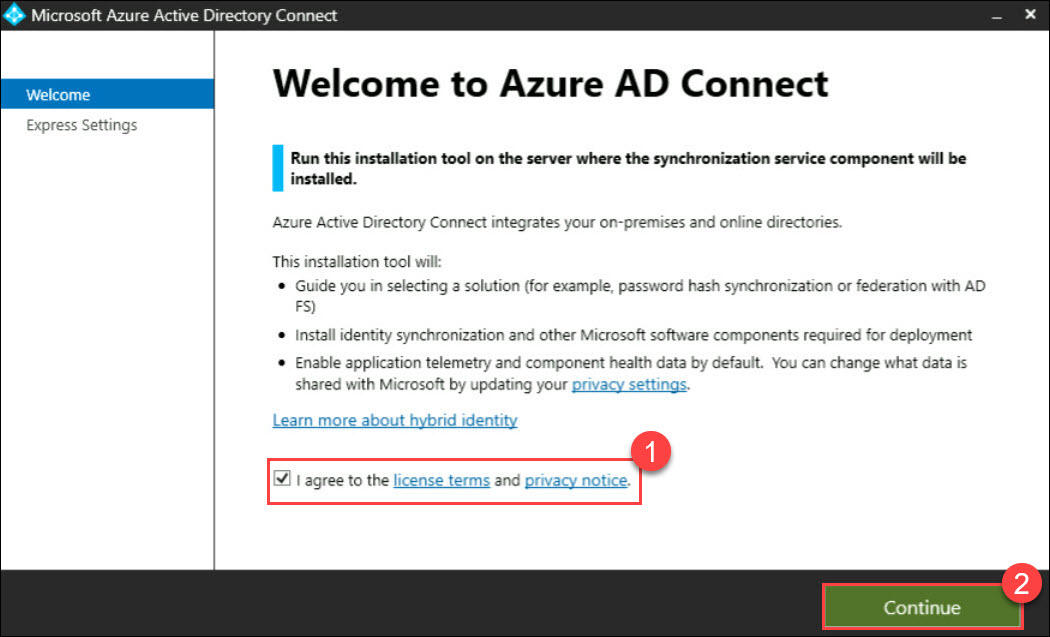 Microsoft Azure Active Directory Connect
Welcome
Express Settings
Welcome to Azure AD Connect
Run this installation tool on the server where the synchronization service component will be
installed.
Azure Active Directory Connect integrates your on-premises and online directories.
This installation tool will:
• Guide you in selecting a solution (for example, password hash synchronization or federation with AD
FS)
• Install identity synchronization and other Microsoft software components required for deployment
• Enable application telemetry and component health data by default.  You can change what data is
shared with Microsoft by updating your privacy settings.
Learn more about hybrid identity
1
I agree to the license terms and privacy notice.
2
Continue